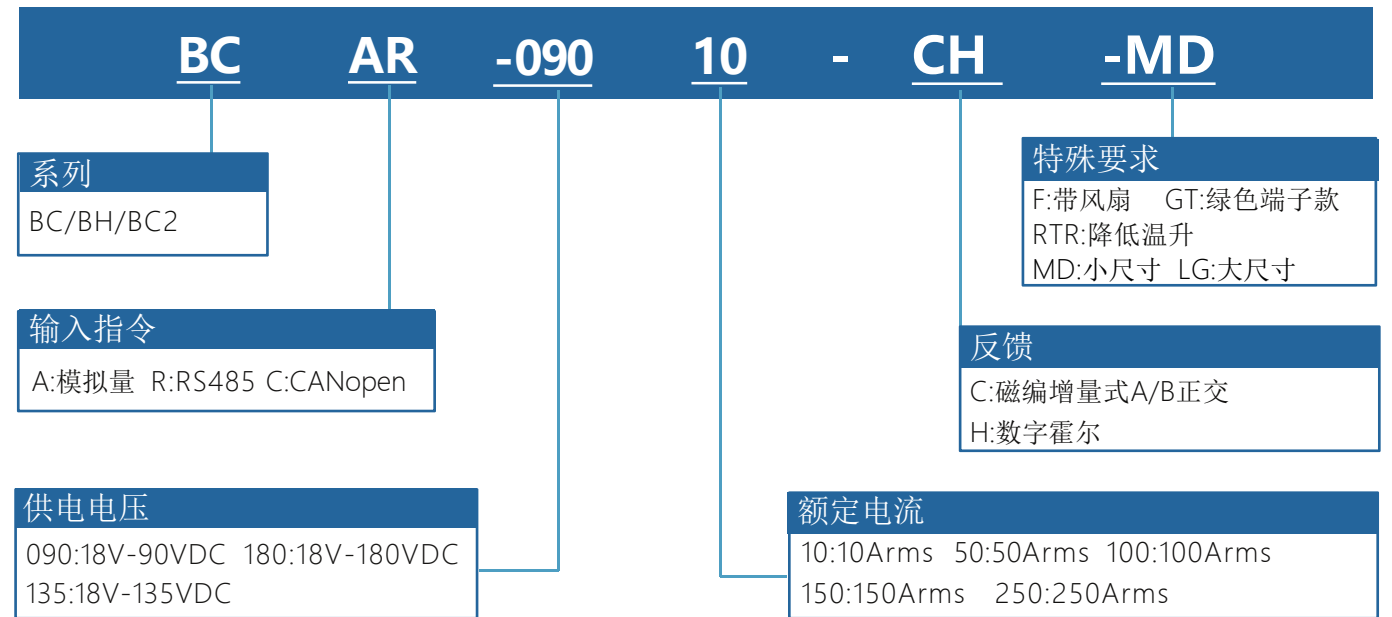 BC AR -090 10 - CH -MD
系列
BC/BH/BC2
特殊要求
F:带风扇 GT:绿色端子款
RTR:降低温升
MD:小尺寸 LG:大尺寸
输入指令
A:模拟量 R:RS485 C:CANopen
反馈
C:磁编增量式A/B正交
H:数字霍尔
供电电压
090:18V-90VDC 180:18V-180VDC
135:18V-135VDC
额定电流
10:10Arms 50:50Arms 100:100Arms
150:150Arms 250:250Arms